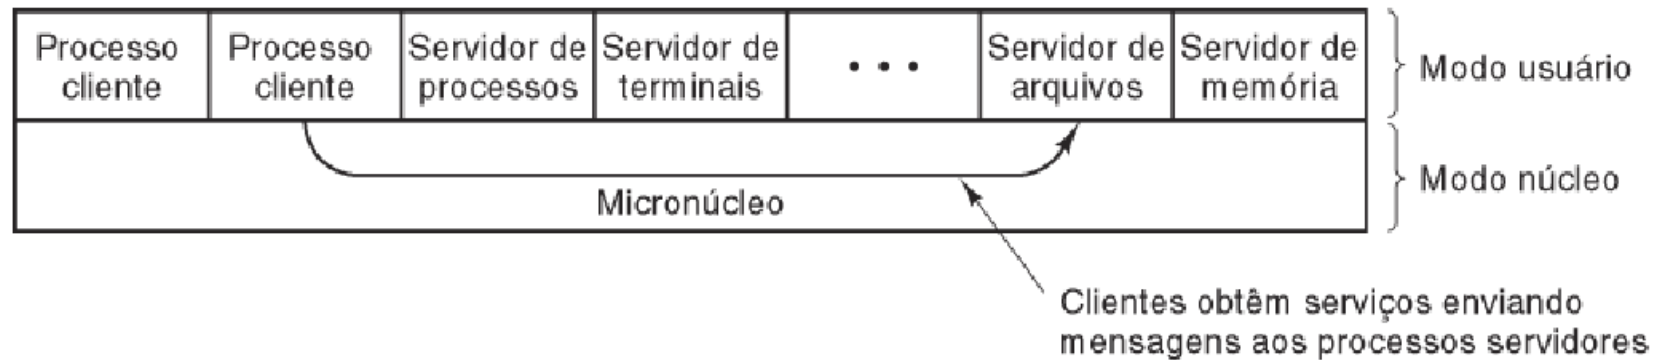 Processo cliente
Processo cliente
Servidor de processos
Servidor de terminais
• • •
Servidor de arquivos
Servidor de memória
Modo usuário
Micronúcleo
Modo núcleo
Clientes obtêm serviços enviando
mensagens aos processos servidores